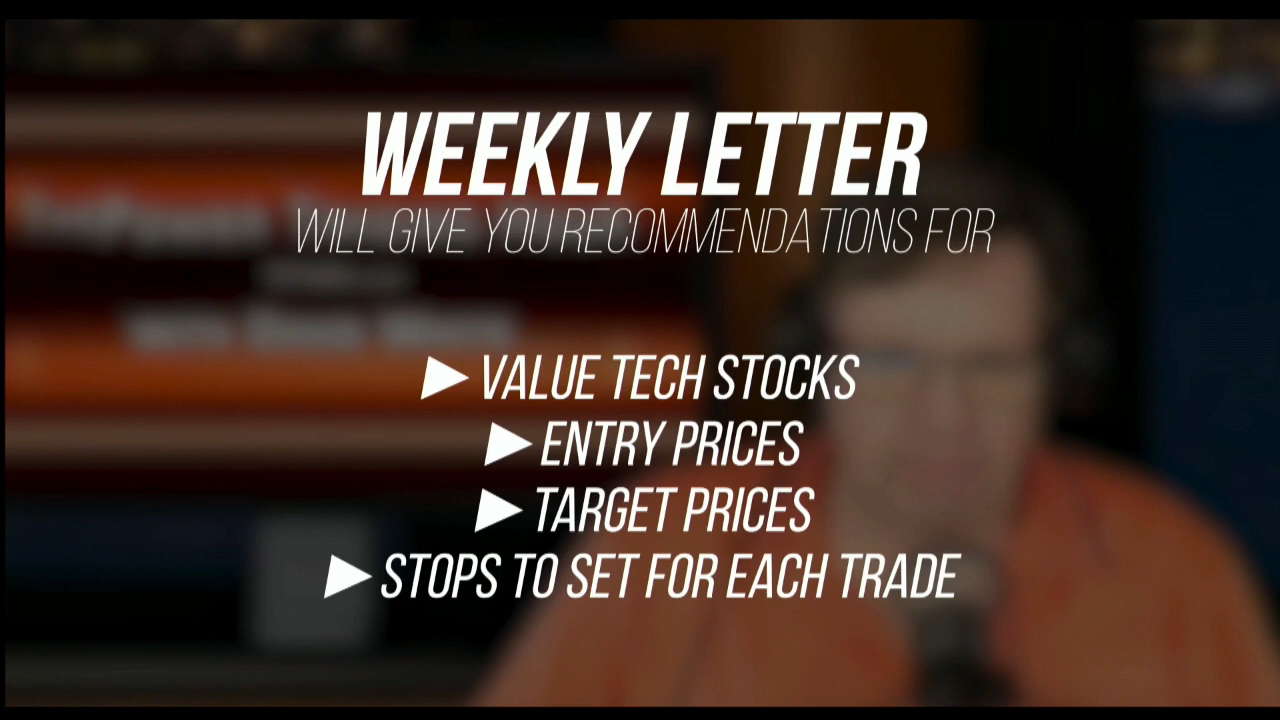 WEEKLY LETTER
WILL GIVE YOU RECOMMENDATIONS FOR
► VALUE TECH STOCKS
► ENTRY PRICES
► TARGET PRICES
► STOPS TO SET FOR EACH TRADE